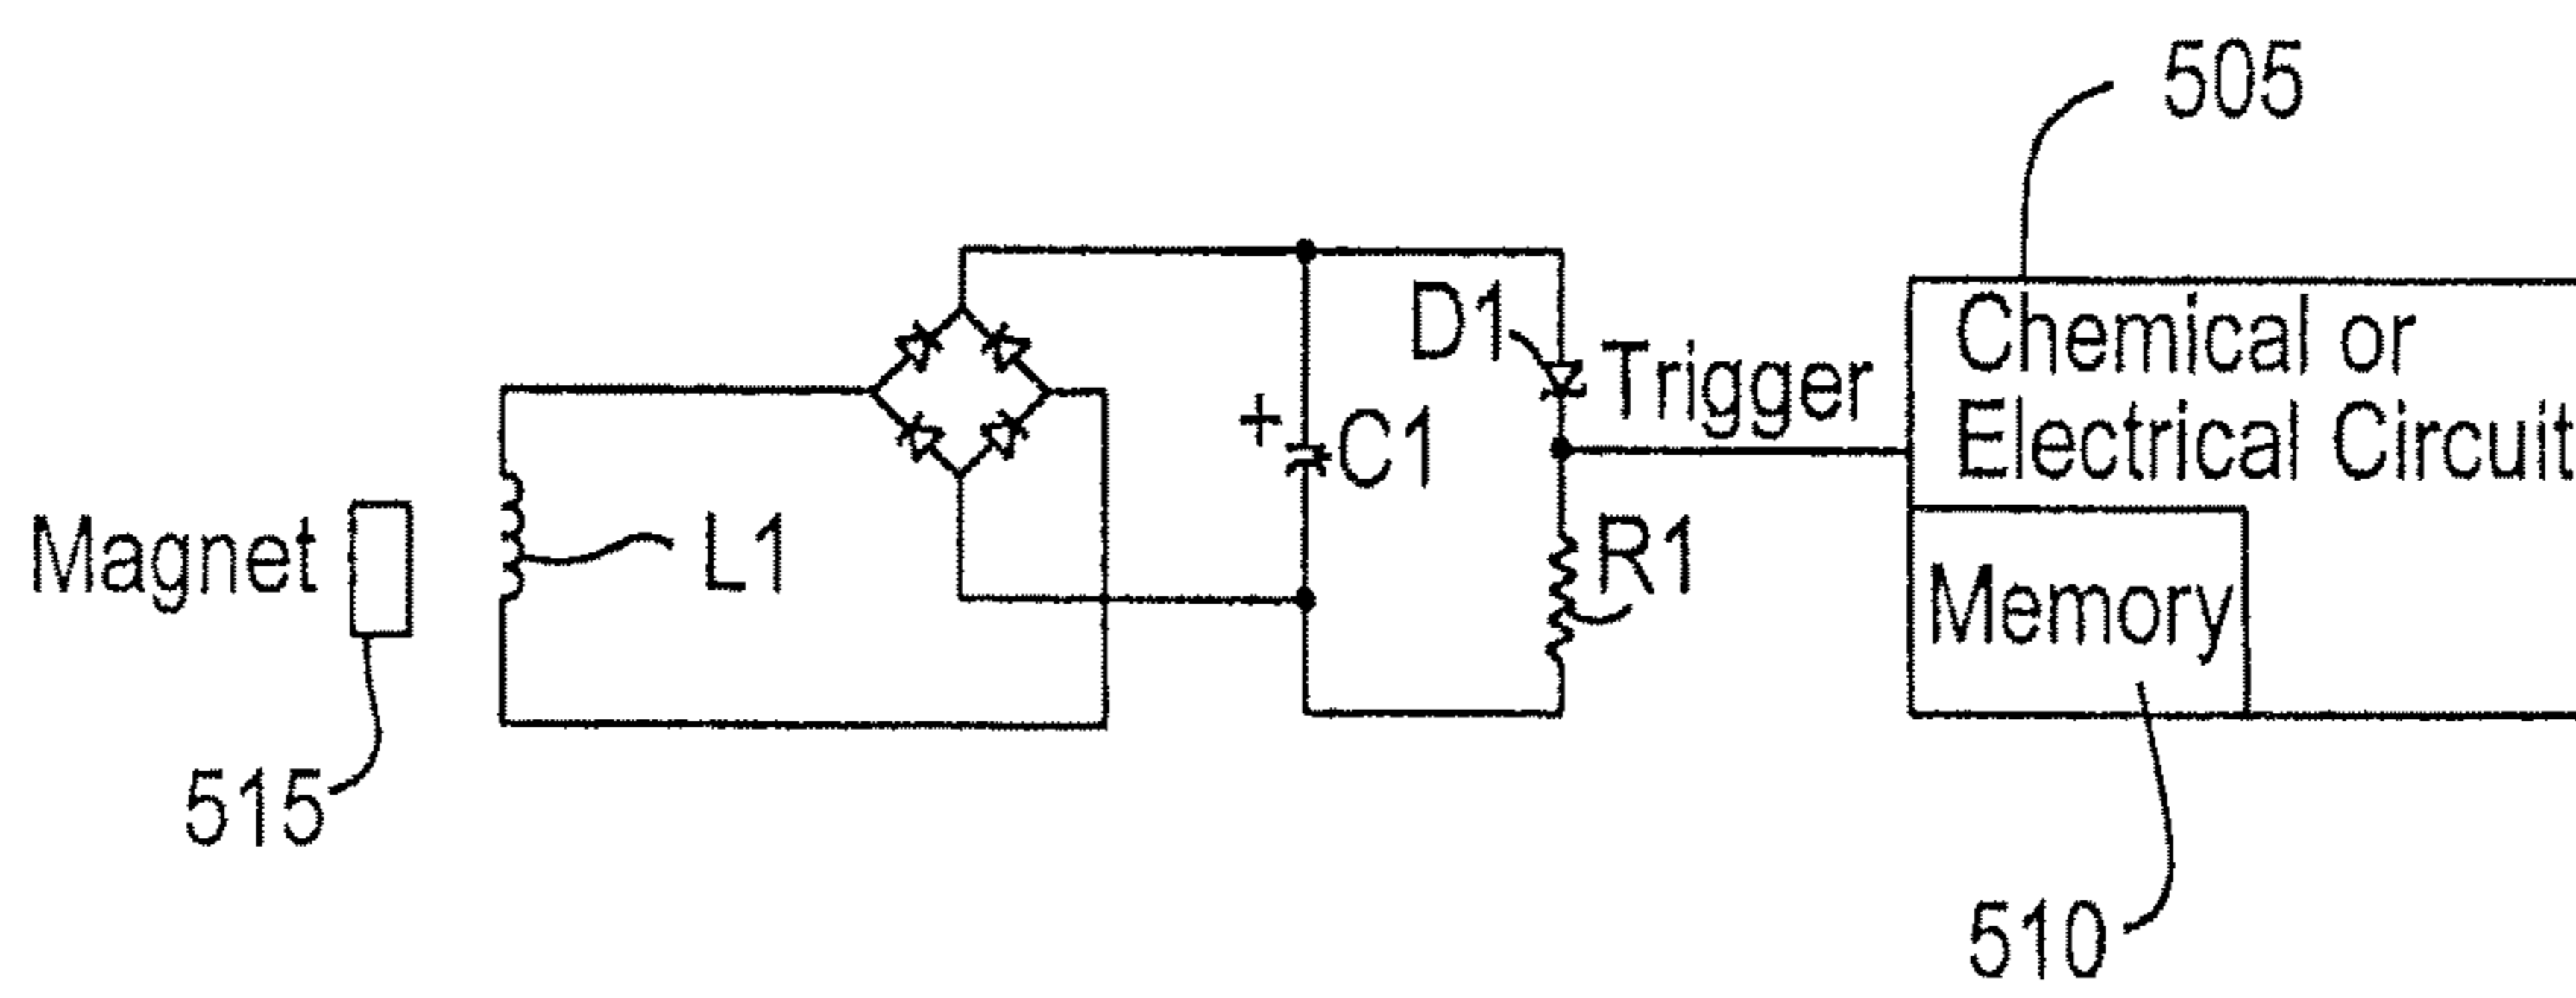 505
D1
Trigger
Chemical or
Electrical Circuit
+
C1
Magnet
L1
R1
Memory
515
510